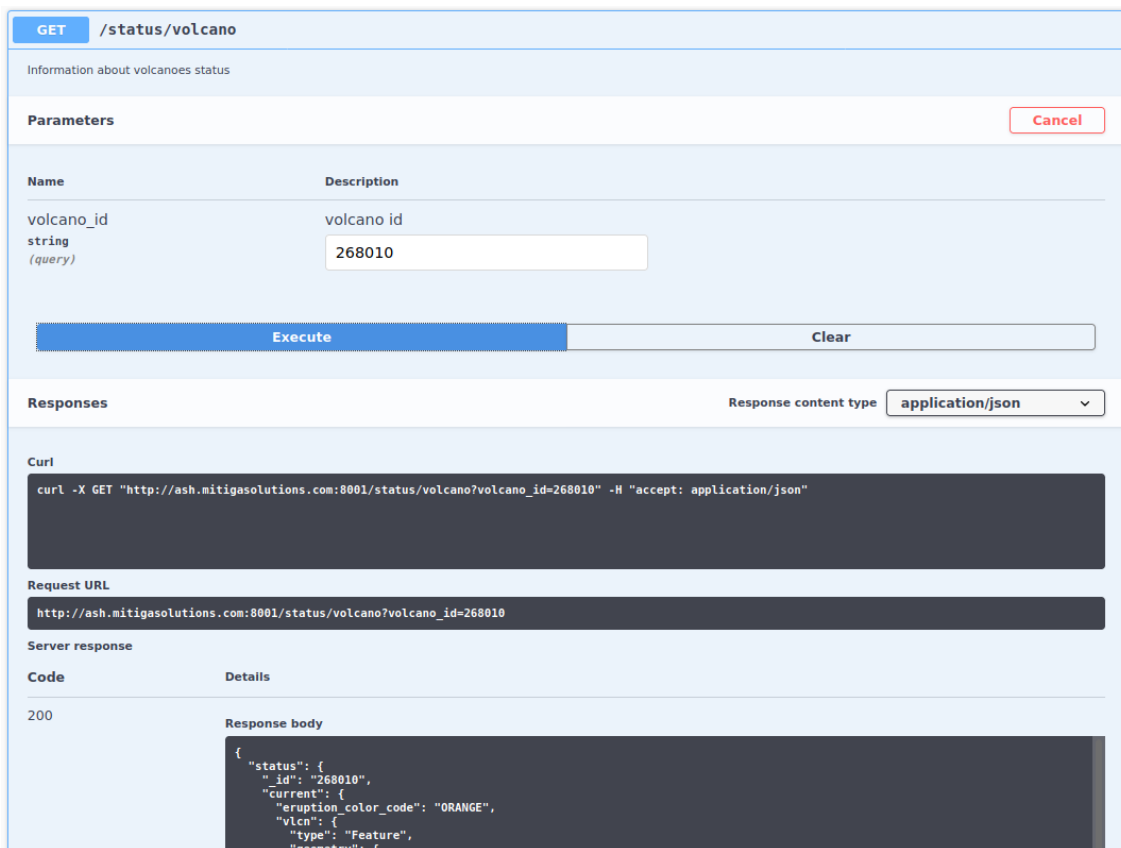 GET /status/volcano
Information about volcanoes status
Parameters
Cancel
Name Description
volcano_id volcano id
string
(query)
268010
Execute Clear
Responses
Response content type application/json
Curl
curl -X GET "http://ash.mitigasolutions.com:8001/status/volcano?volcano_id=268010" -H "accept: application/json"
Request URL
http://ash.mitigasolutions.com:8001/status/volcano?volcano_id=268010
Server response
Code Details
200
Response body
{
"status": {
"_id": "268010",
"current": {
"eruption_color_code": "ORANGE",
"vlcn": {
"type": "Feature",
"geometry": {